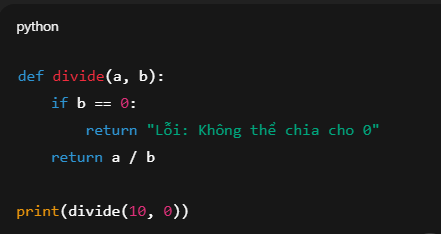 python
def divide(a, b):
    if b == 0:
        return "Lỗi: Không thể chia cho 0"
    return a / b
print(divide(10, 0))